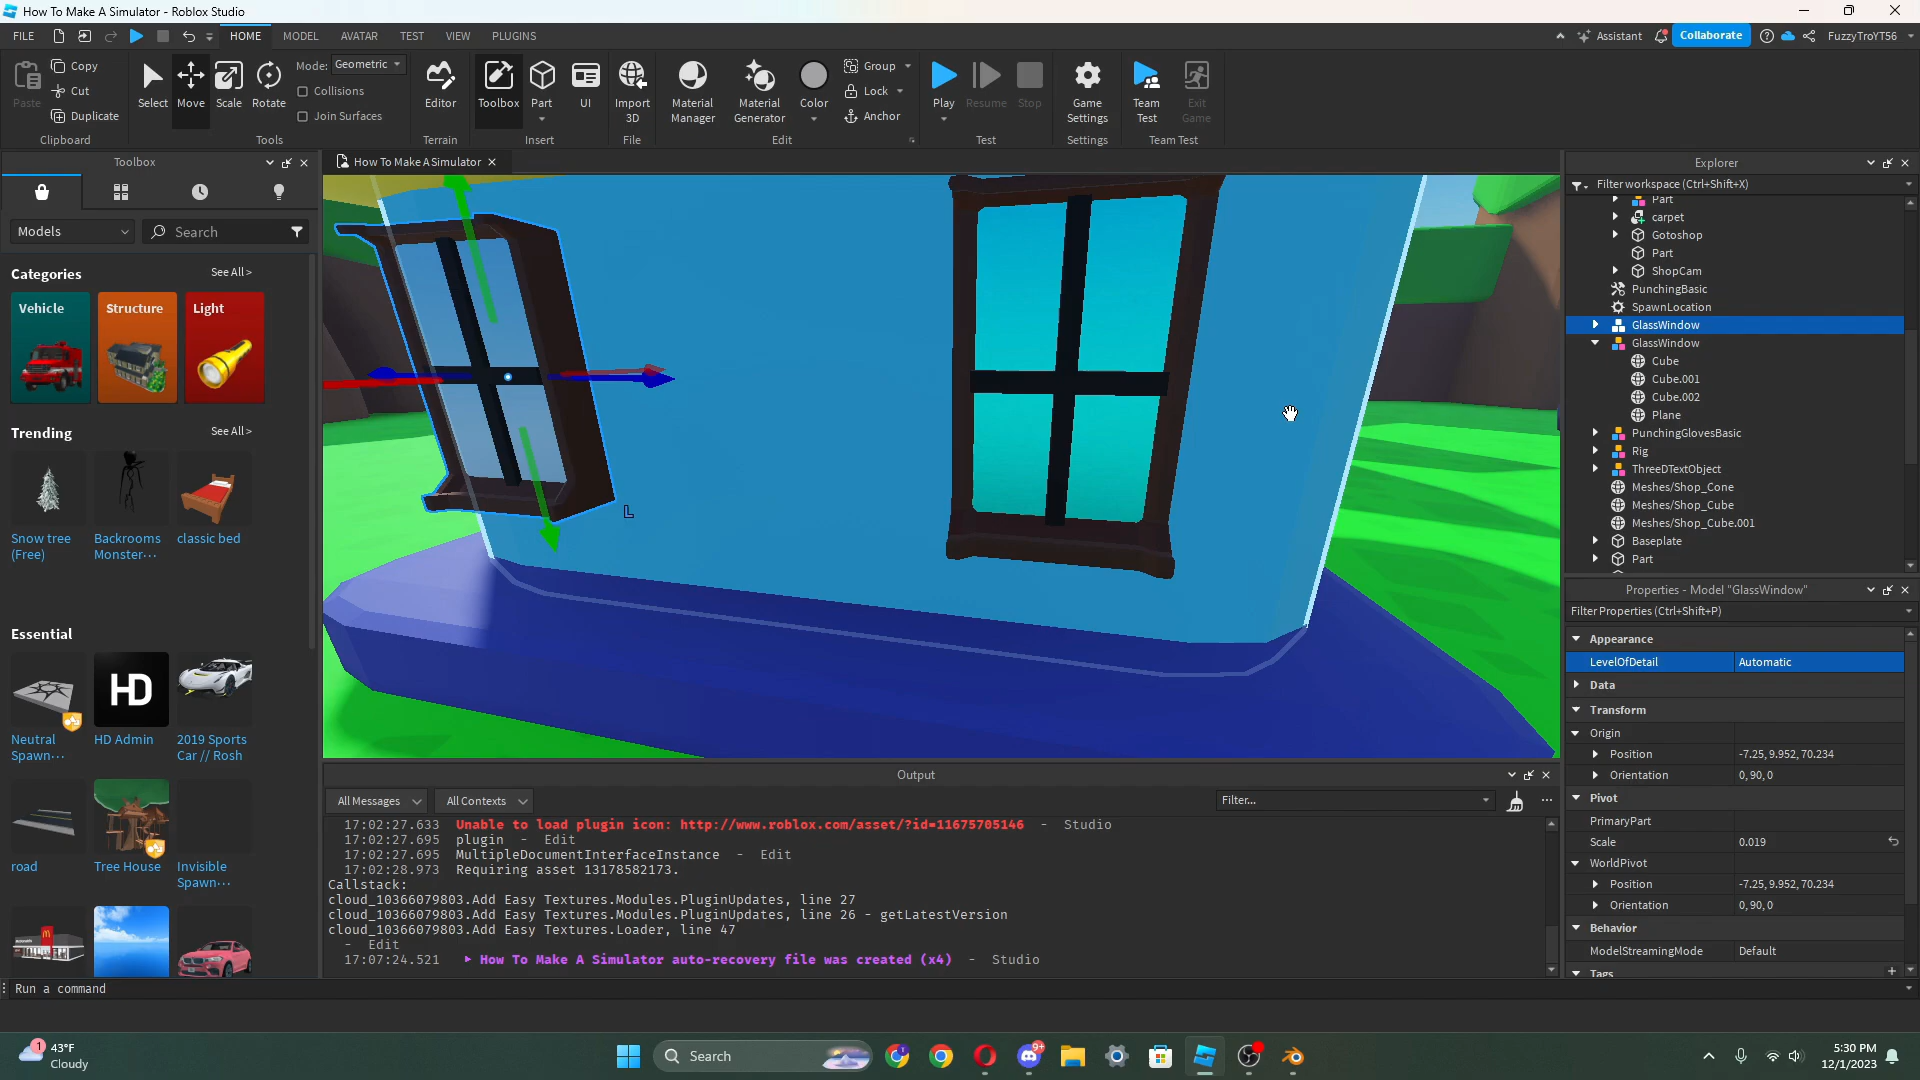 How To Make A Simulator - Roblox Studio
FILE
HOME
MODEL
AVATAR
TEST
VIEW
PLUGINS
Assistant
Collaborate
FuzzyTroYT56
Paste
Copy
Cut
Duplicate
Clipboard
Select
Move
Scale
Rotate
Mode:
Geometric
Collisions
Join Surfaces
Tools
Editor
Terrain
Toolbox
Part
UI
Insert
Import
3D
File
Material
Manager
Material
Generator
Color
Group
Lock
Anchor
Edit
Play
Resume
Stop
Test
Game
Settings
Settings
Team
Test
Exit
Game
Team Test
Toolbox
Models
Search
Categories
See All >
Vehicle
Structure
Light
Trending
See All >
Snow tree
(Free)
Backrooms
Monster...
classic bed
Essential
HD
Neutral
Spawn...
HD Admin
2019 Sports
Car // Rosh
road
Tree House
Invisible
Spawn...
How To Make A Simulator
L
Output
All Messages
All Contexts
Filter...
17:02:27.633 Unable to load plugin icon: http://www.roblox.com/asset/?id=11675705146 - Studio
17:02:27.695 plugin - Edit
17:02:27.695 MultipleDocumentInterfaceInstance - Edit
17:02:28.973 Requiring asset 13178582173.
Callstack:
cloud_10366079803.Add Easy Textures.Modules.PluginUpdates, line 27
cloud_10366079803.Add Easy Textures.Modules.PluginUpdates, line 26 - getLatestVersion
cloud_10366079803.Add Easy Textures.Loader, line 47
- Edit
17:07:24.521 How To Make A Simulator auto-recovery file was created (x4) - Studio
Explorer
Filter workspace (Ctrl+Shift+X)
Part
carpet
Gotoshop
Part
ShopCam
PunchingBasic
SpawnLocation
GlassWindow
GlassWindow
Cube
Cube.001
Cube.002
Plane
PunchingGlovesBasic
Rig
ThreeDTextObject
Meshes/Shop_Cone
Meshes/Shop_Cube
Meshes/Shop_Cube.001
Baseplate
Part
Properties - Model "GlassWindow"
Filter Properties (Ctrl+Shift+P)
Appearance
LevelOfDetail Automatic
Data
Transform
Origin
Position -7.25, 9.952, 70.234
Orientation 0, 90, 0
Pivot
PrimaryPart
Scale 0.019
WorldPivot
Position -7.25, 9.952, 70.234
Orientation 0, 90, 0
Behavior
ModelStreamingMode Default
Tags
Run a command
1
43°F
Cloudy
Search
9+
5:30 PM
12/1/2023